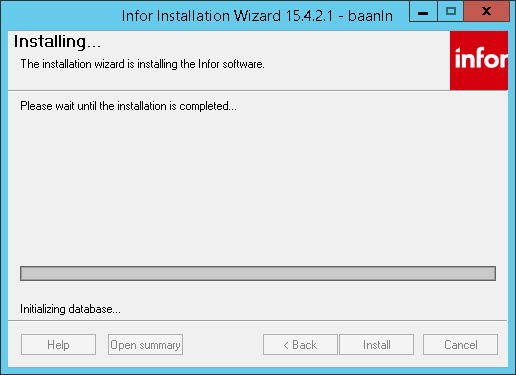 Infor Installation Wizard 15.4.2.1 - baanln
Installing...
The installation wizard is installing the Infor software.
infor
Please wait until the installation is completed...
Initializing database...
Help
Open summary
< Back
Install
Cancel